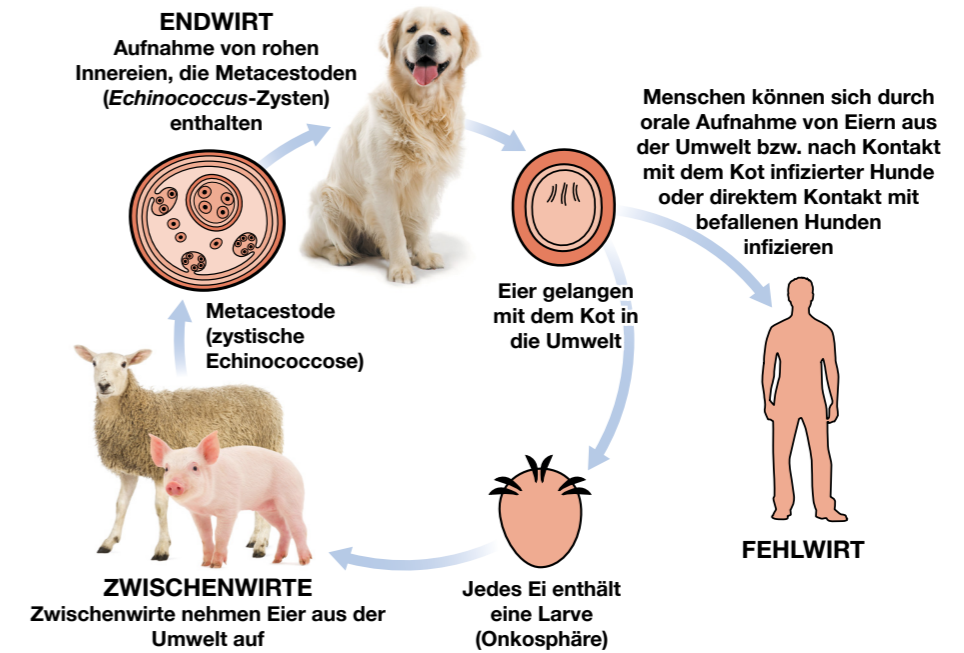 ENDWIRT
Aufnahme von rohen
Innereien, die Metacestoden
(Echinococcus-Zysten)
enthalten
Menschen können sich durch
orale Aufnahme von Eiern aus
der Umwelt bzw. nach Kontakt
mit dem Kot infizierter Hunde
oder direktem Kontakt mit
befallenen Hunden
infizieren
Eier gelangen
mit dem Kot in
die Umwelt
Metacestode
(zystische
Echinococcose)
FEHLWIRT
ZWISCHENWIRTE
Zwischenwirte nehmen Eier aus der
Umwelt auf
Jedes Ei enthält
eine Larve
(Onkosphäre)